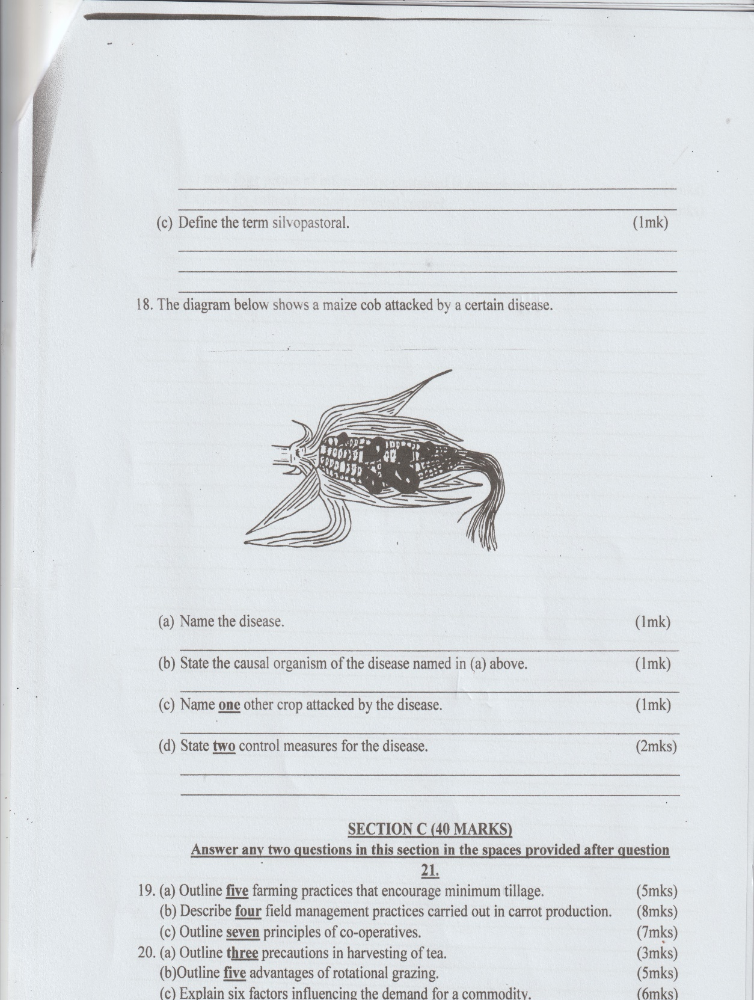 (c) Define the term silvopastoral. (1mk)
18. The diagram below shows a maize cob attacked by a certain disease.
(a) Name the disease. (1mk)
(b) State the causal organism of the disease named in (a) above. (1mk)
(c) Name one other crop attacked by the disease. (1mk)
(d) State two control measures for the disease. (2mks)
SECTION C (40 MARKS)
Answer any two questions in this section in the spaces provided after question
21.
19. (a) Outline five farming practices that encourage minimum tillage. (5mks)
(b) Describe four field management practices carried out in carrot production. (8mks)
(c) Outline seven principles of co-operatives. (7mks)
20. (a) Outline three precautions in harvesting of tea. (3mks)
(b)Outline five advantages of rotational grazing. (5mks)
(c) Explain six factors influencing the demand for a commodity. (6mks)